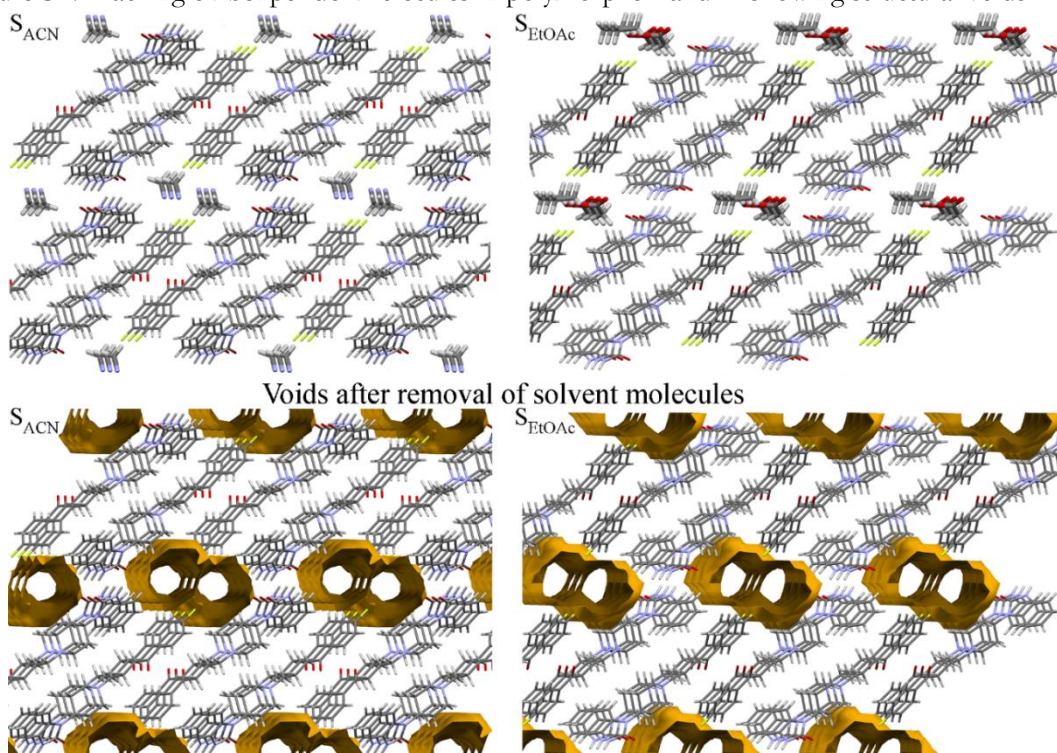 S_ACN S_EtOAc
Voids after removal of solvent molecules
S_ACN S_EtOAc